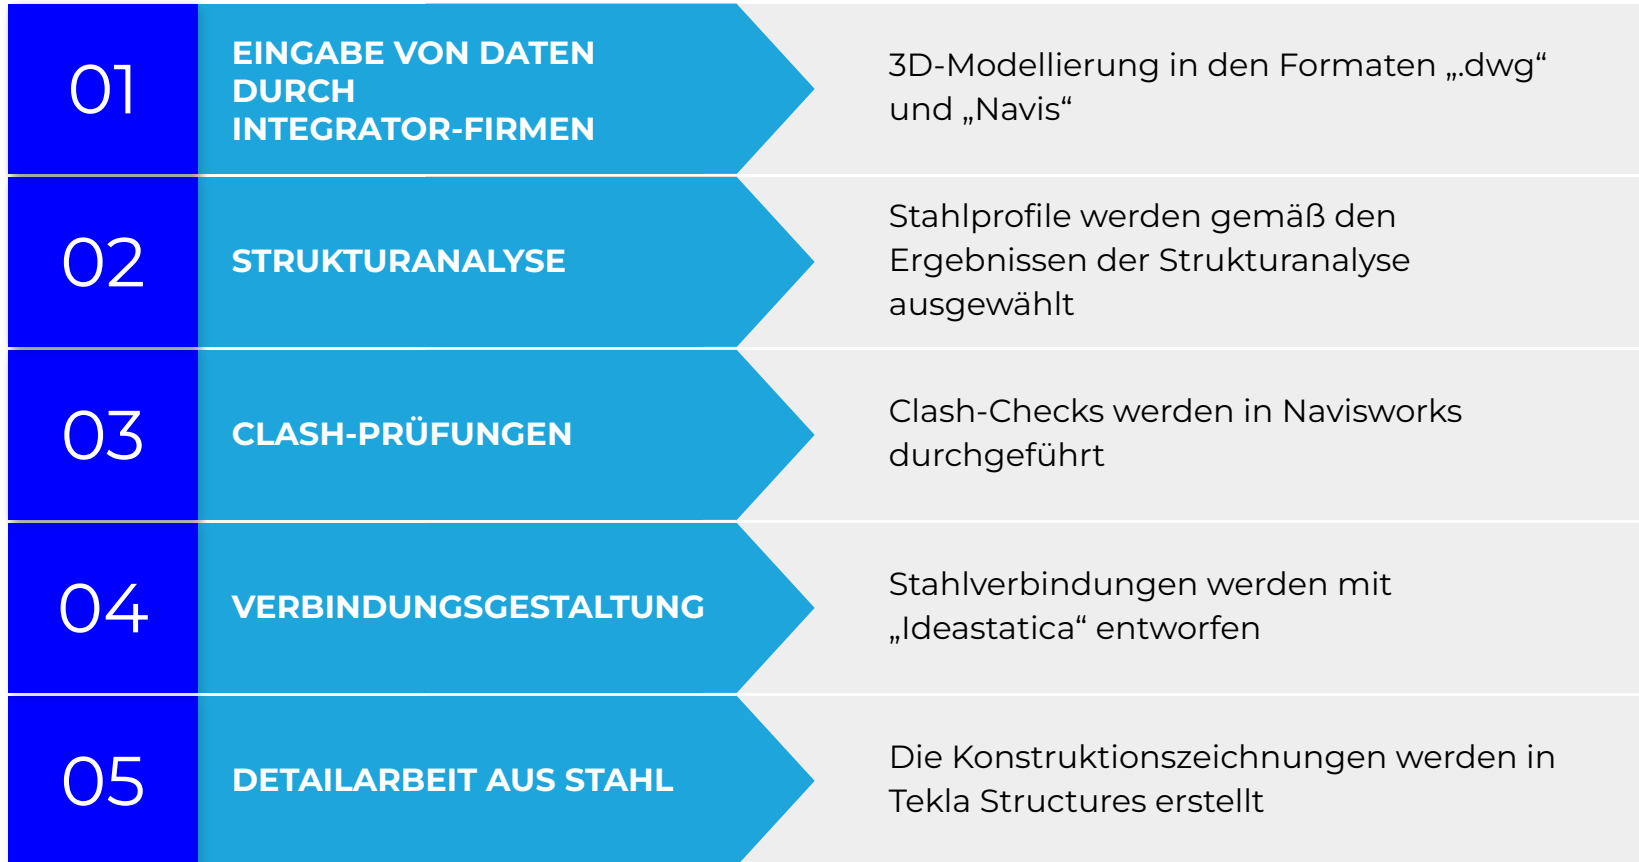 01
EINGABE VON DATEN
DURCH
INTEGRATOR-FIRMEN
3D-Modellierung in den Formaten „.dwg“
und „Navis“
02
STRUKTURANALYSE
Stahlprofile werden gemäß den
Ergebnissen der Strukturanalyse
ausgewählt
03
CLASH-PRÜFUNGEN
Clash-Checks werden in Navisworks
durchgeführt
04
VERBINDUNGSGESTALTUNG
Stahlverbindungen werden mit
„Ideastatica“ entworfen
05
DETAILARBEIT AUS STAHL
Die Konstruktionszeichnungen werden in
Tekla Structures erstellt